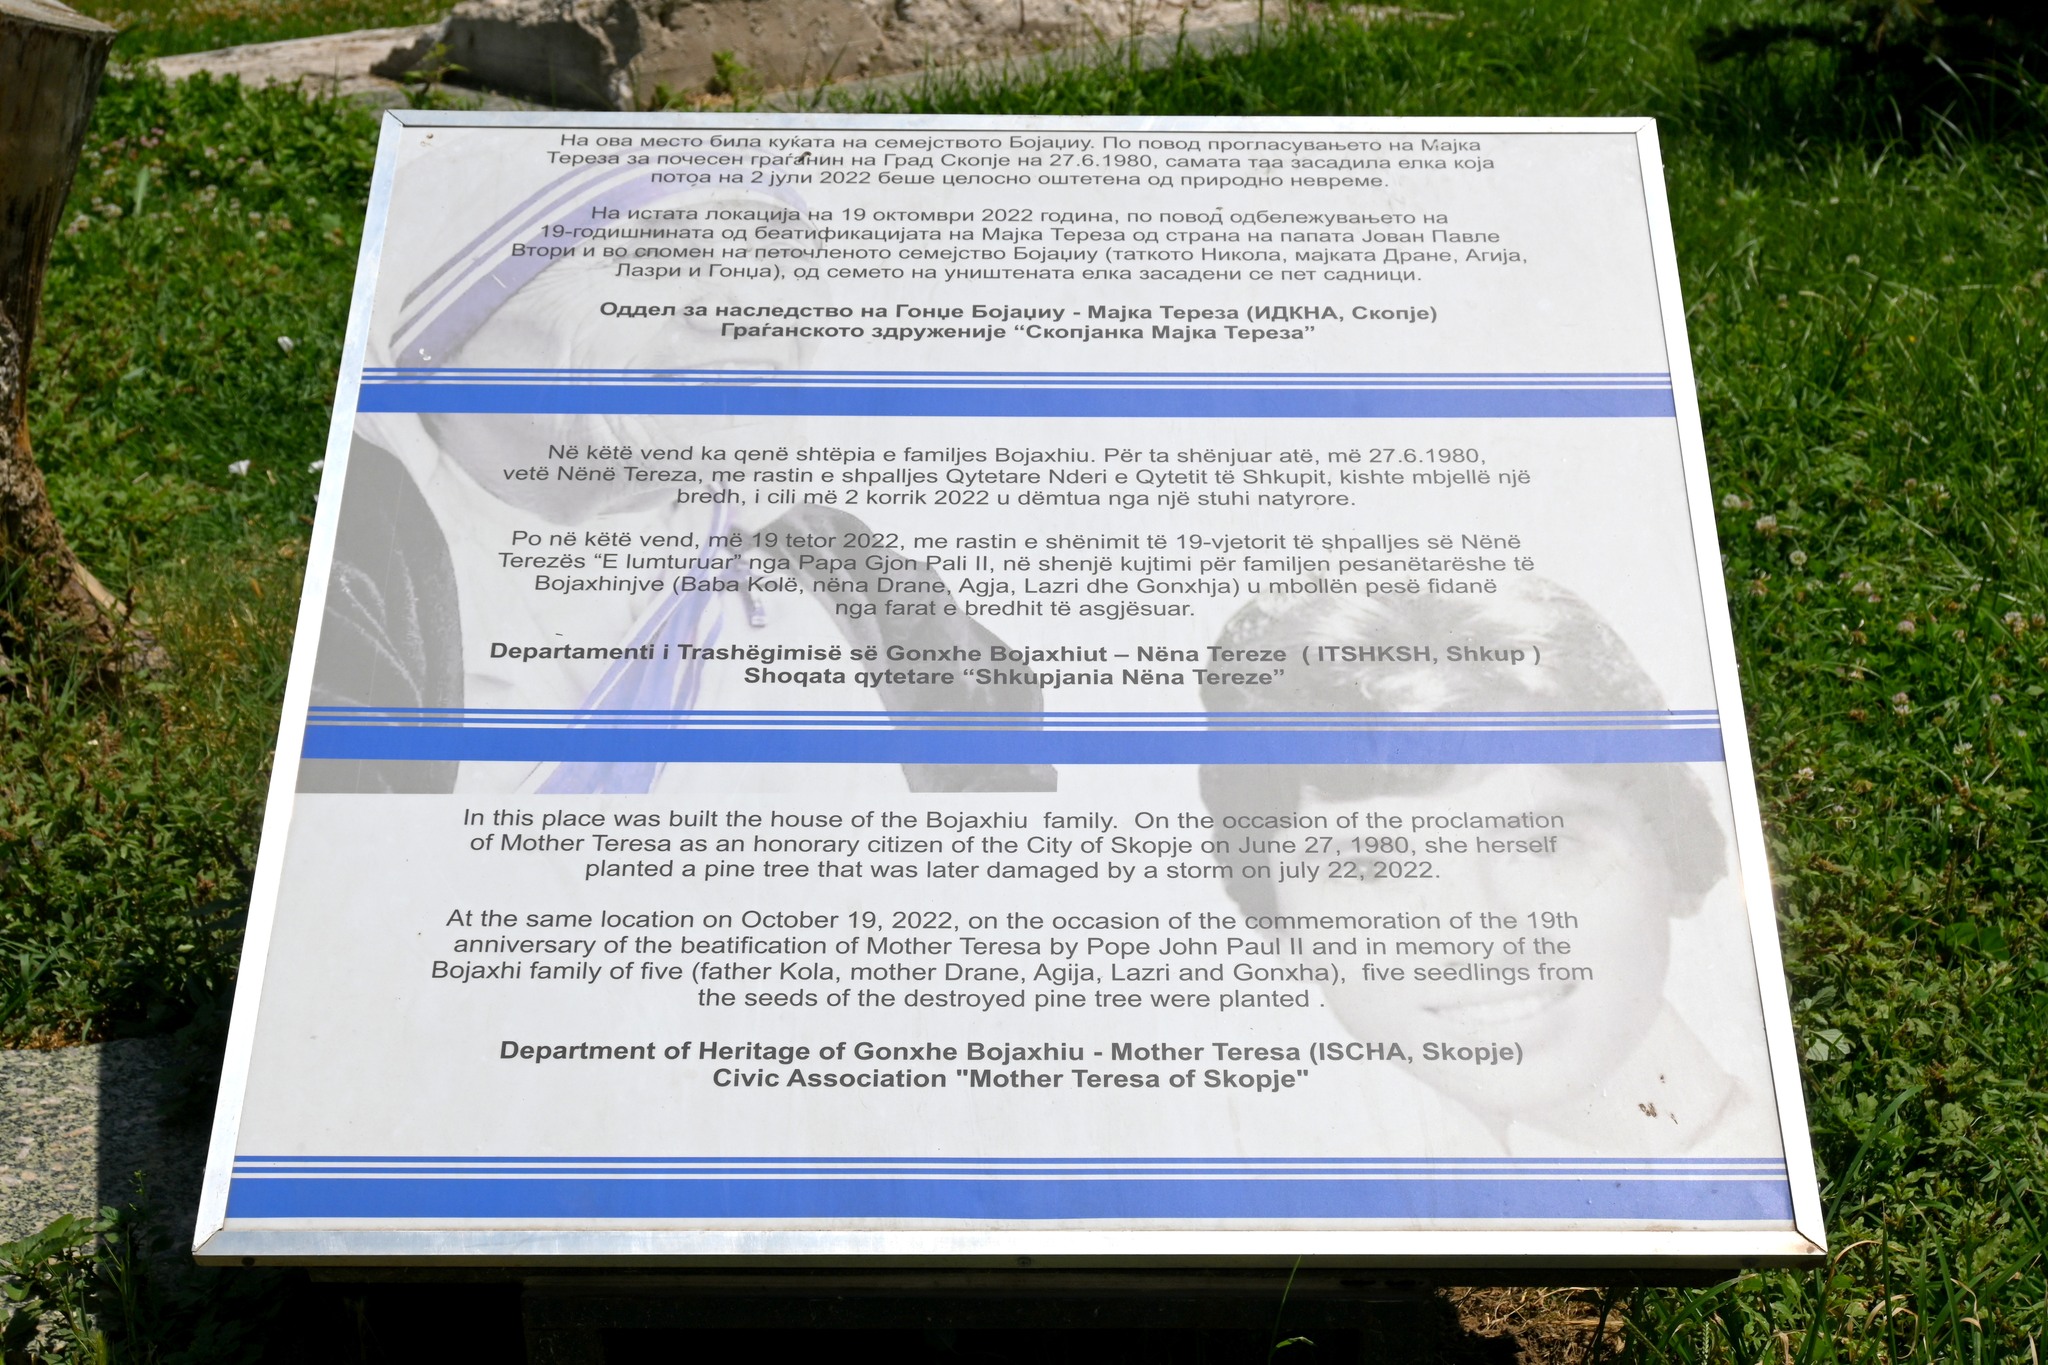 На ова место била куќата на семејството Бојаџиу. По повод прогласувањето на Мајка
Тереза за почесен граѓанин на Град Скопје на 27.6.1980, самата таа засадила елка која
потоа на 2 јули 2022 беше целосно оштетена од природно невреме.
На истата локација на 19 октомври 2022 година, по повод одбележувањето на
19-годишнината од беатификацијата на Мајка Тереза од страна на папата Јован Павле
Втори и во спомен на петочленото семејство Бојаџиу (таткото Никола, мајката Дране, Агија,
Лазри и Гонџа), од семето на уништената елка засадени се пет садници.
Оддел за наследство на Гонџе Бојаџиу - Мајка Тереза (ИДКНА, Скопје)
Граѓанското здружение “Скопјанка Мајка Тереза”
Në këtë vend ka qenë shtëpia e familjes Bojaxhiu. Për ta shënjuar atë, më 27.6.1980,
vetë Nënë Tereza, me rastin e shpalljes Qytetare Nderi e Qytetit të Shkupit, kishte mbjellë një
bredh, i cili më 2 korrik 2022 u dëmtua nga një stuhi natyrore.
Po në këtë vend, më 19 tetor 2022, me rastin e shënimit të 19-vjetorit të shpalljes së Nënë
Terezës “E lumturuar” nga Papa Gjon Pali II, në shenjë kujtimi për familjen pesanëtarëshe të
Bojaxhinjve (Baba Kolë, nëna Drane, Agja, Lazri dhe Gonxhja) u mbollën pesë fidanë
nga farat e bredhit të asgjësuar.
Departamenti i Trashëgimisë së Gonxhe Bojaxhiut – Nëna Tereze ( ITSHKSH, Shkup )
Shoqata qytetare “Shkupjania Nëna Tereze”
In this place was built the house of the Bojaxhiu family. On the occasion of the proclamation
of Mother Teresa as an honorary citizen of the City of Skopje on June 27, 1980, she herself
planted a pine tree that was later damaged by a storm on july 22, 2022.
At the same location on October 19, 2022, on the occasion of the commemoration of the 19th
anniversary of the beatification of Mother Teresa by Pope John Paul II and in memory of the
Bojaxhi family of five (father Kola, mother Drane, Agija, Lazri and Gonxha), five seedlings from
the seeds of the destroyed pine tree were planted .
Department of Heritage of Gonxhe Bojaxhiu - Mother Teresa (ISCHA, Skopje)
Civic Association "Mother Teresa of Skopje"